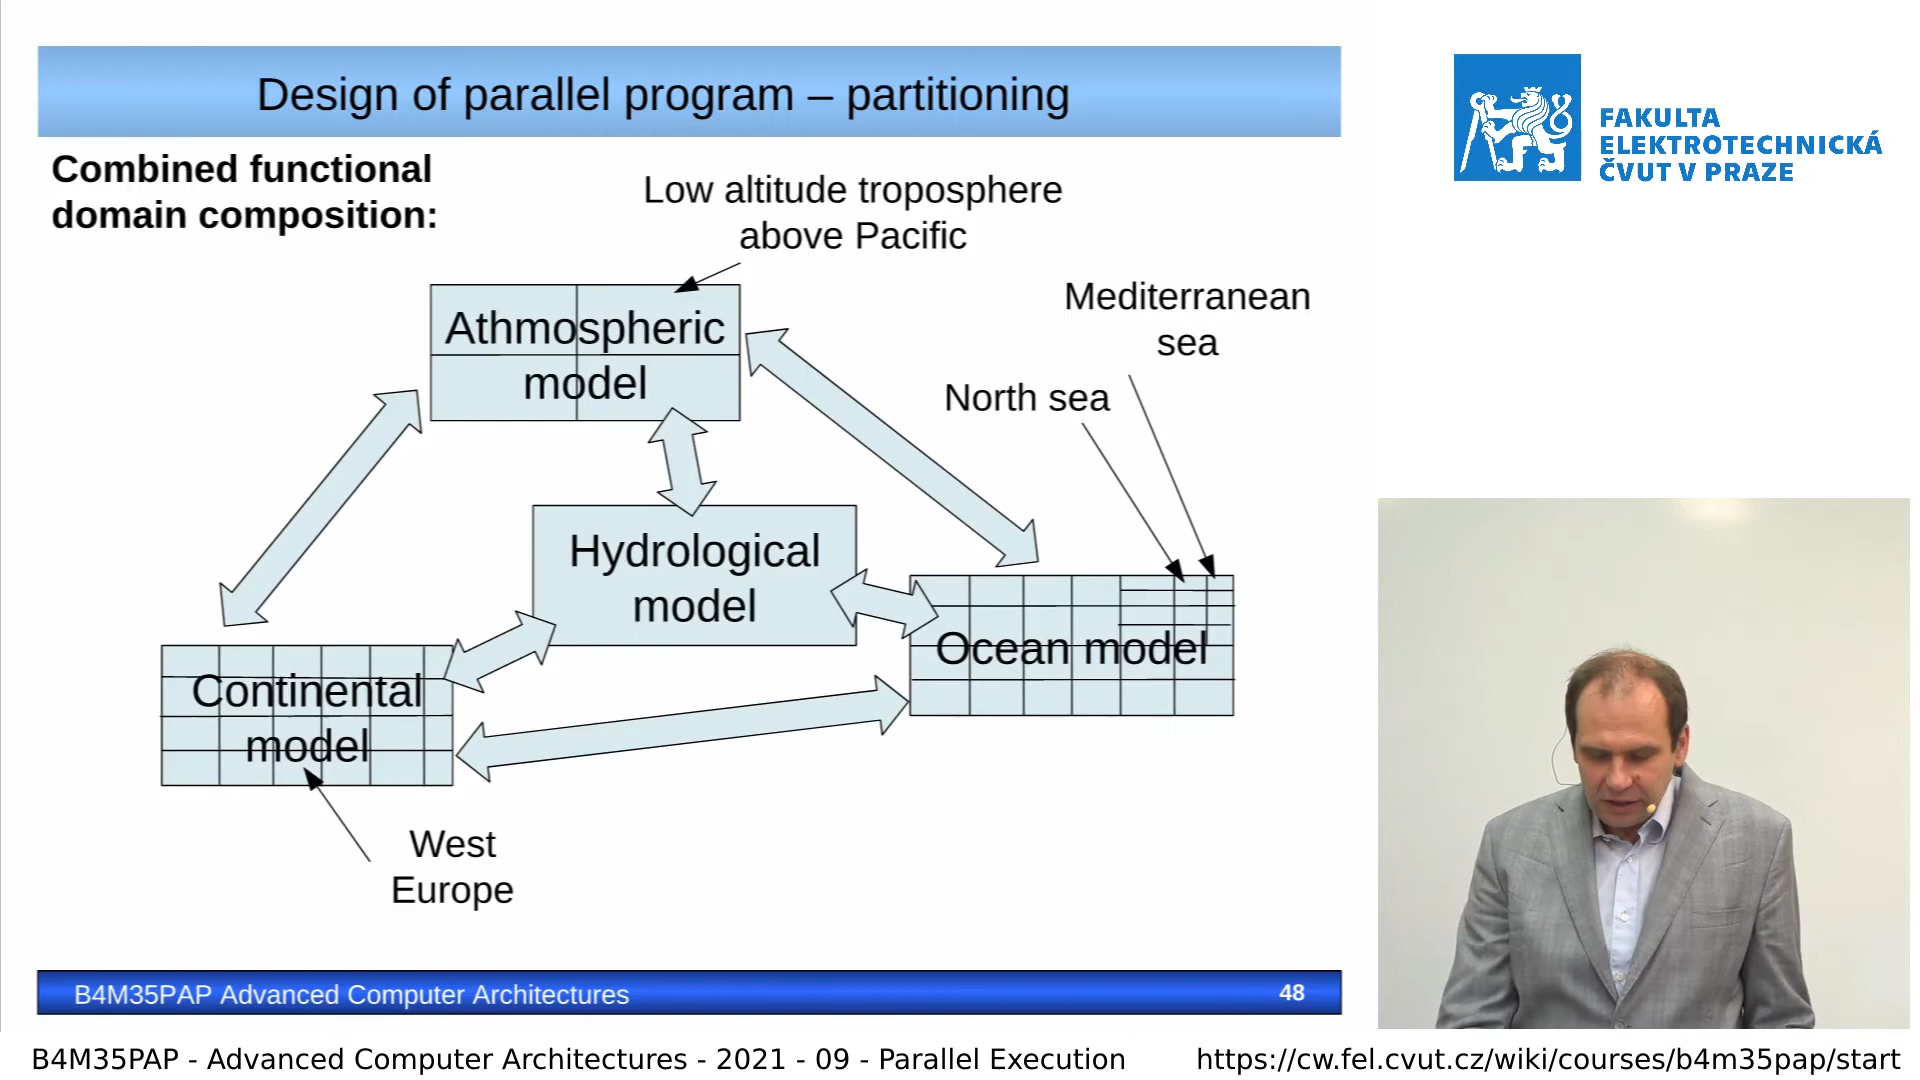 Design of parallel program – partitioning
Combined functional
domain composition:
Low altitude troposphere
above Pacific
Mediterranean
sea
North sea
Athmospheric
model
Hydrological
model
Ocean model
Continental
model
West
Europe
B4M35PAP Advanced Computer Architectures
48
FAKULTA
ELEKTROTECHNICKÁ
ČVUT V PRAZE
B4M35PAP - Advanced Computer Architectures - 2021 - 09 - Parallel Execution
https://cw.fel.cvut.cz/wiki/courses/b4m35pap/start